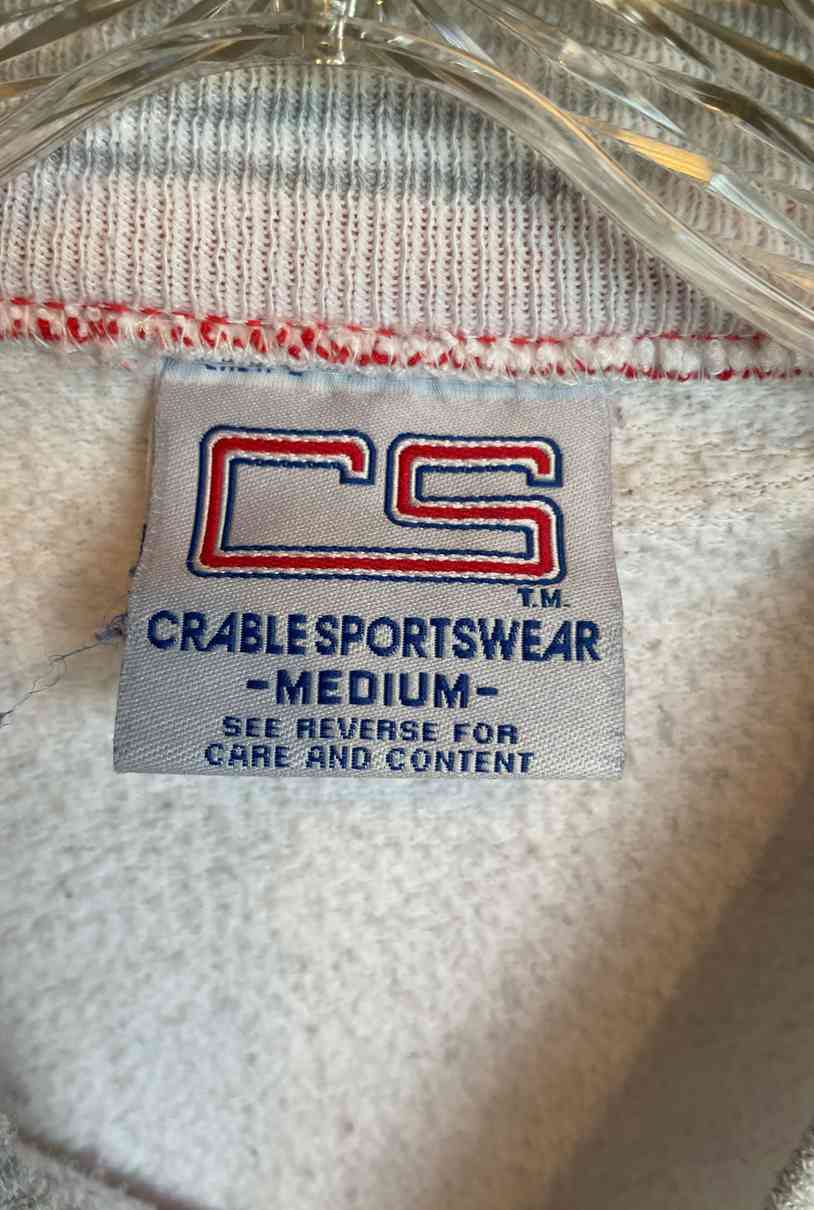 CS
T.M.
CRABLE SPORTSWEAR
-MEDIUM-
SEE REVERSE FOR
CARE AND CONTENT